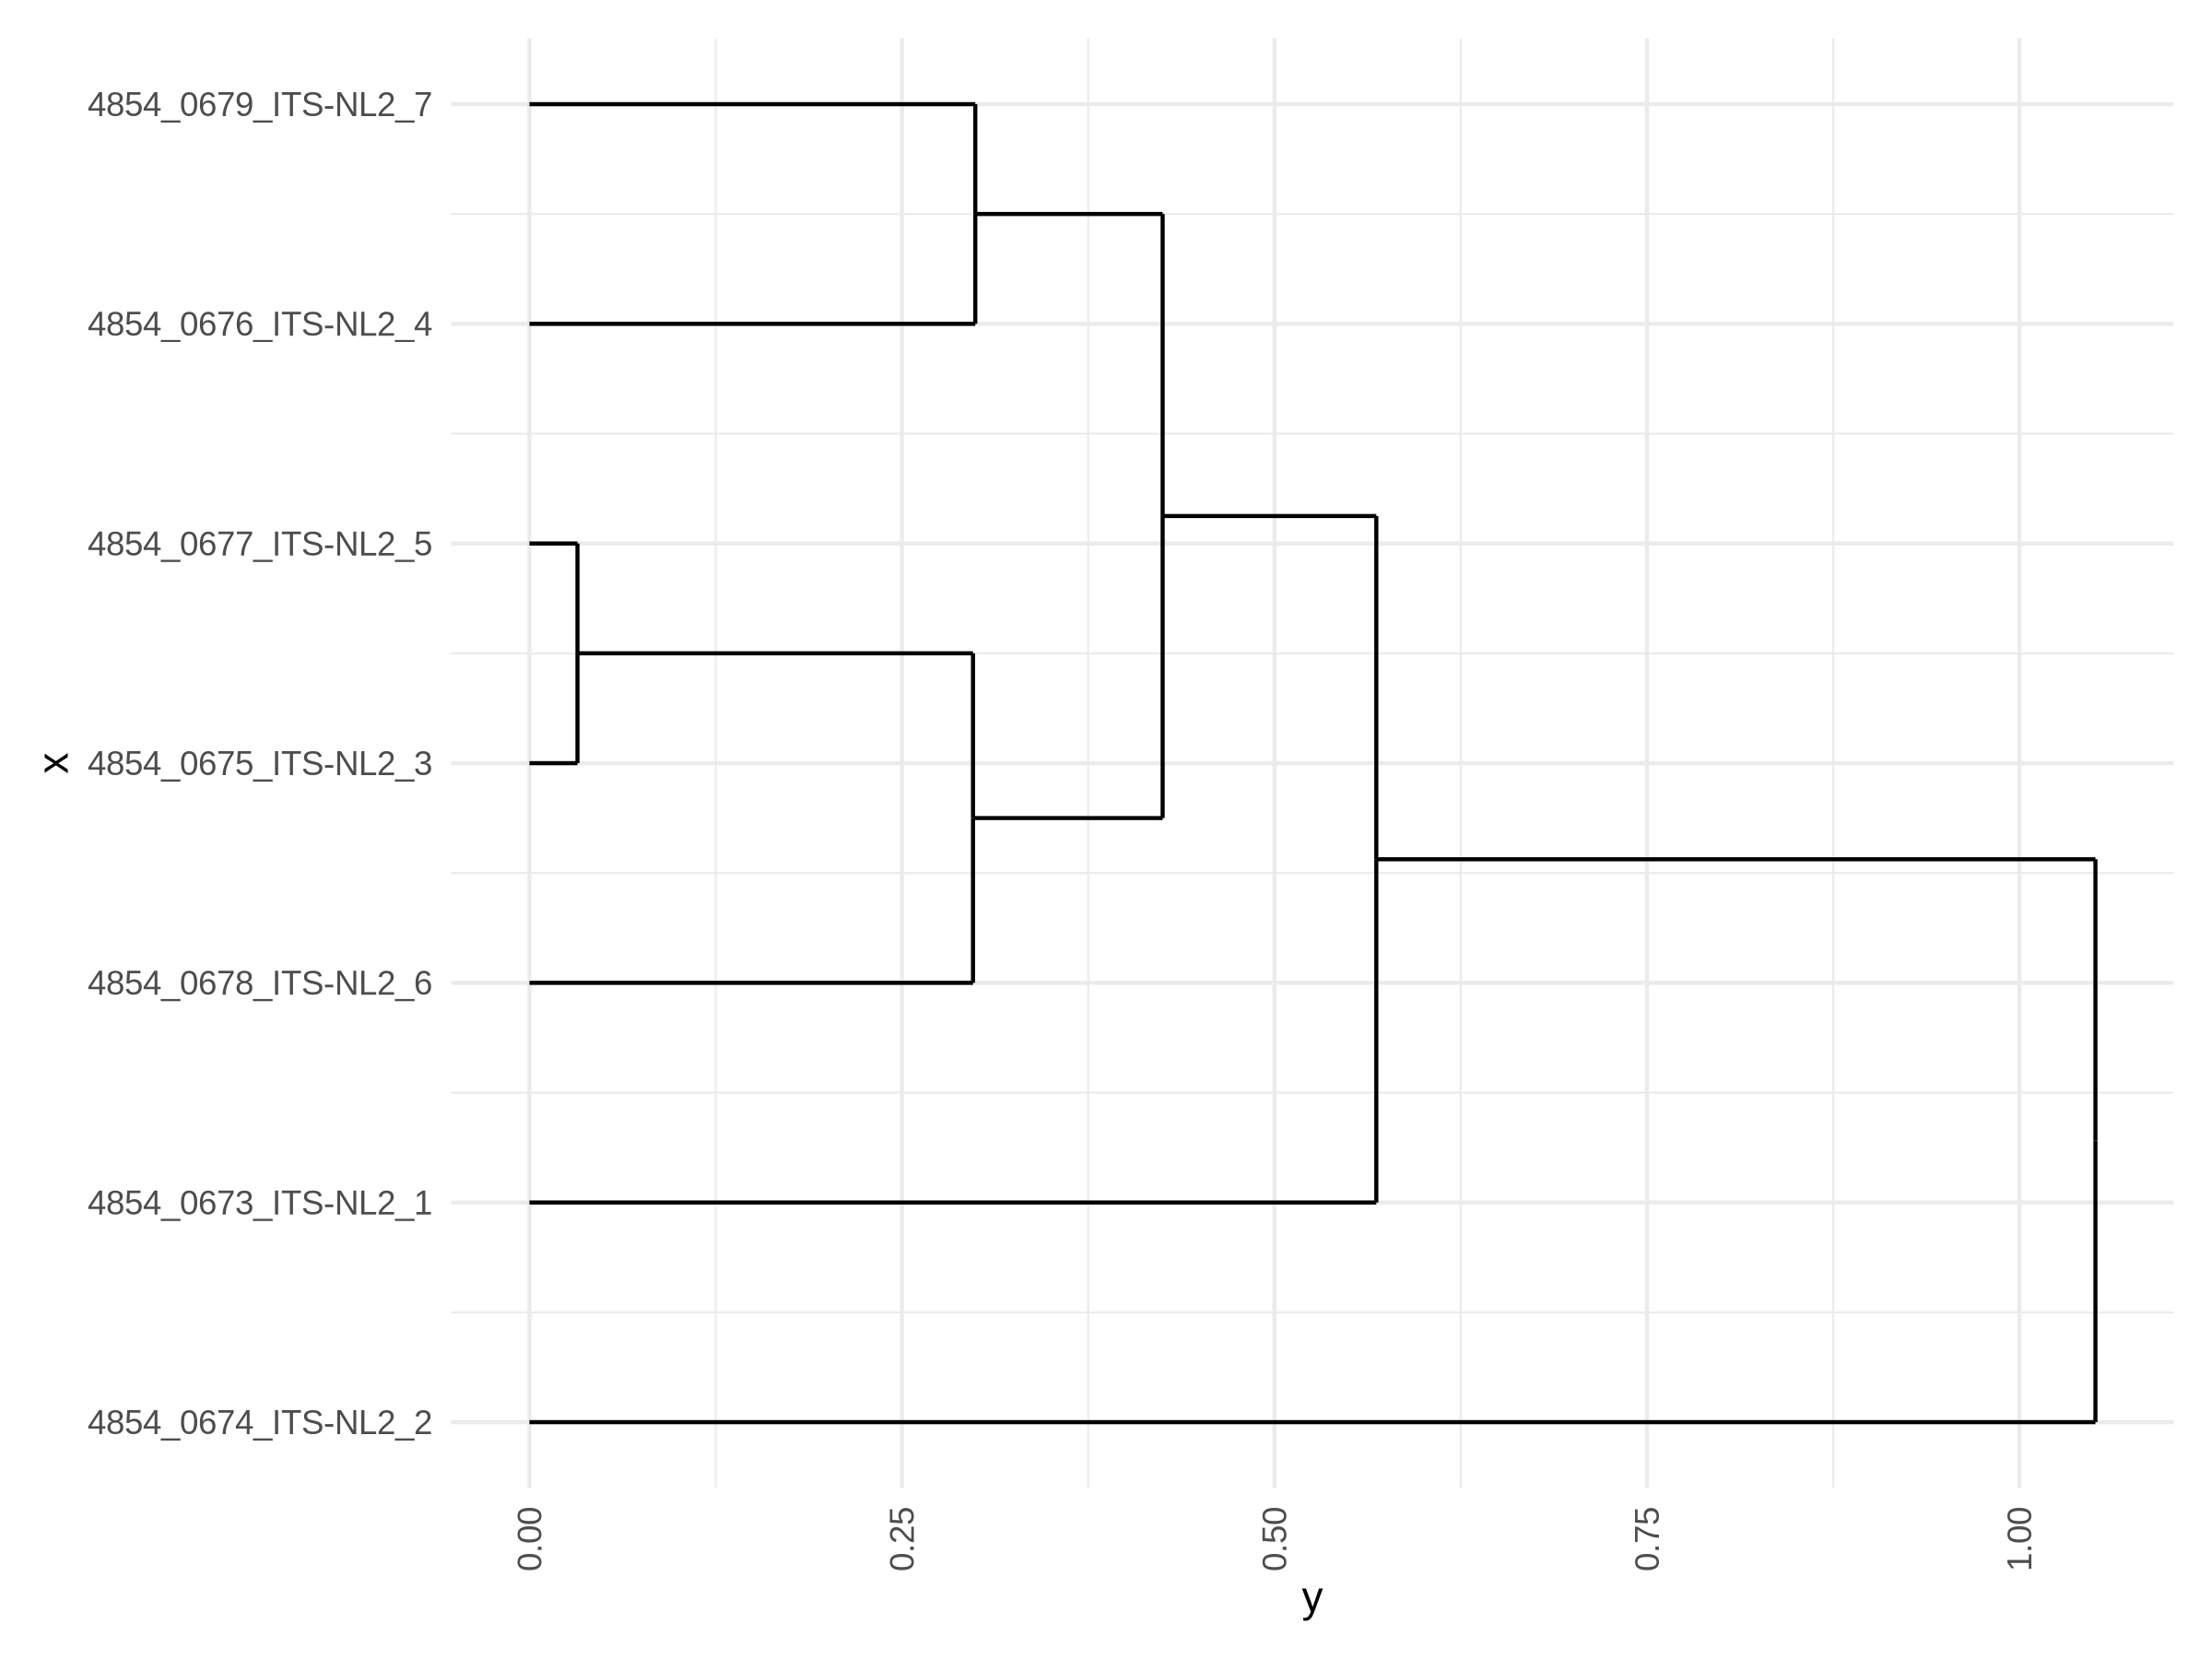 4854_0679_ITS-NL2_7
4854_0676_ITS-NL2_4
4854_0677_ITS-NL2_5
x
4854_0675_ITS-NL2_3
4854_0678_ITS-NL2_6
4854_0673_ITS-NL2_1
4854_0674_ITS-NL2_2
0.00
0.25
0.50
0.75
1.00
y